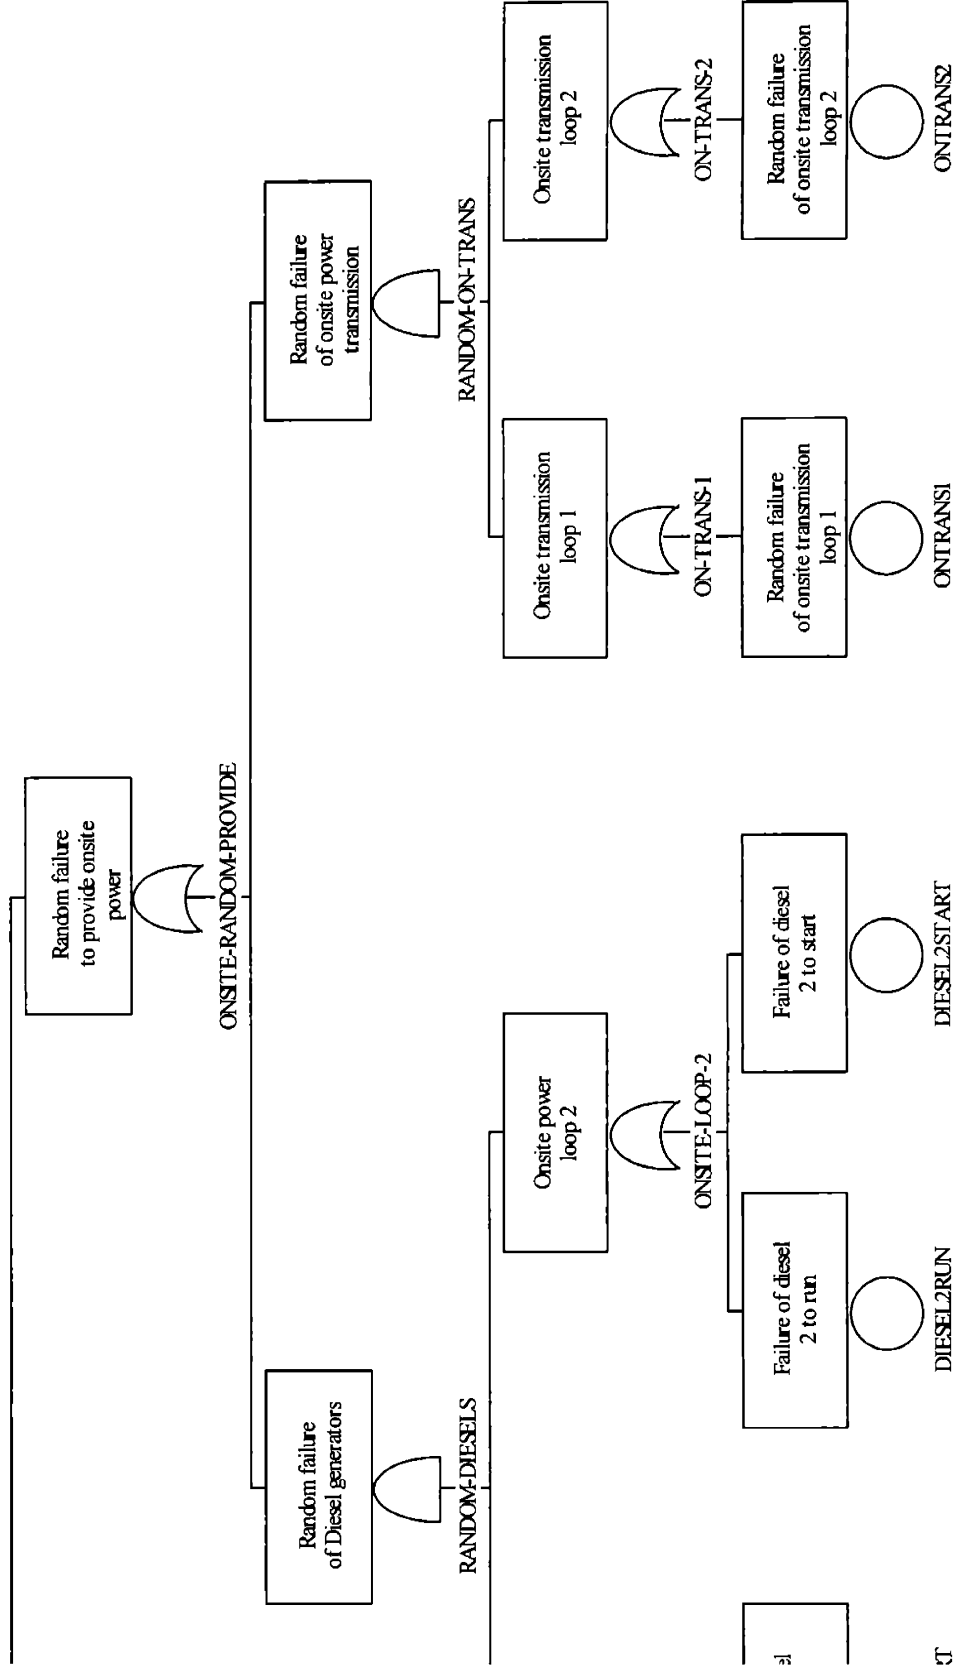 Random failure
to provide onsite
power
ONSITE-RANDOM-PROVIDE
Random failure
of Diesel generators
RANDOM-DIESELS
Random failure
of onsite power
transmission
RANDOM-ON-TRANS
Onsite power
loop 2
ONSITE-LOOP-2
Onsite transmission
loop 1
ON-TRANS-1
Onsite transmission
loop 2
ON-TRANS-2
el
RT
Failure of diesel
2 to run
DIESEL2RUN
Failure of diesel
2 to start
DIESEL2START
Random failure
of onsite transmission
loop 1
ONTRANS1
Random failure
of onsite transmission
loop 2
ONTRANS2